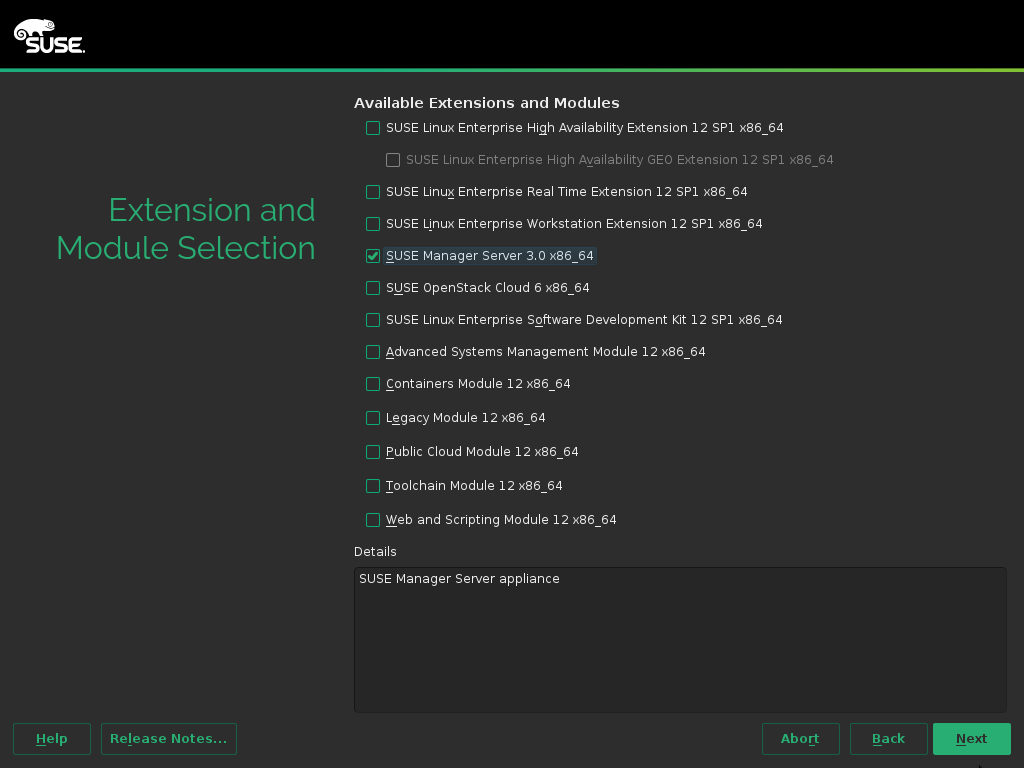 SUSE.
Extension and
Module Selection
Available Extensions and Modules
SUSE Linux Enterprise High Availability Extension 12 SP1 x86_64
SUSE Linux Enterprise High Availability GEO Extension 12 SP1 x86_64
SUSE Linux Enterprise Real Time Extension 12 SP1 x86_64
SUSE Linux Enterprise Workstation Extension 12 SP1 x86_64
SUSE Manager Server 3.0 x86_64
SUSE OpenStack Cloud 6 x86_64
SUSE Linux Enterprise Software Development Kit 12 SP1 x86_64
Advanced Systems Management Module 12 x86_64
Containers Module 12 x86_64
Legacy Module 12 x86_64
Public Cloud Module 12 x86_64
Toolchain Module 12 x86_64
Web and Scripting Module 12 x86_64
Details
SUSE Manager Server appliance
Help Release Notes... Abort Back Next